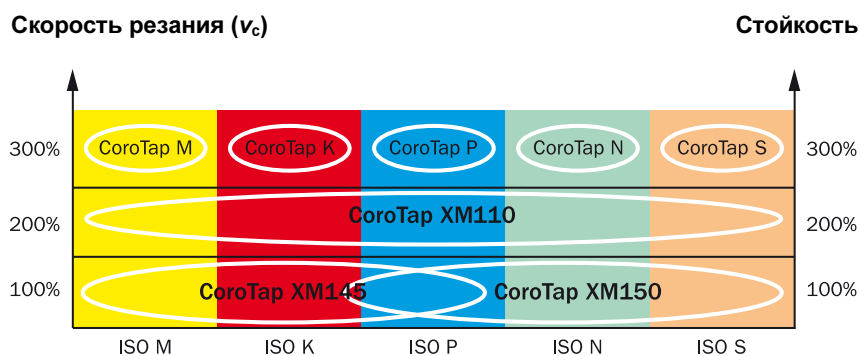 Скорость резания (vc)
Стойкость
300%
CoroTap M
CoroTap K
CoroTap P
CoroTap N
CoroTap S
300%
200%
CoroTap XM110
200%
100%
CoroTap XM145
CoroTap XM150
100%
ISO M
ISO K
ISO P
ISO N
ISO S